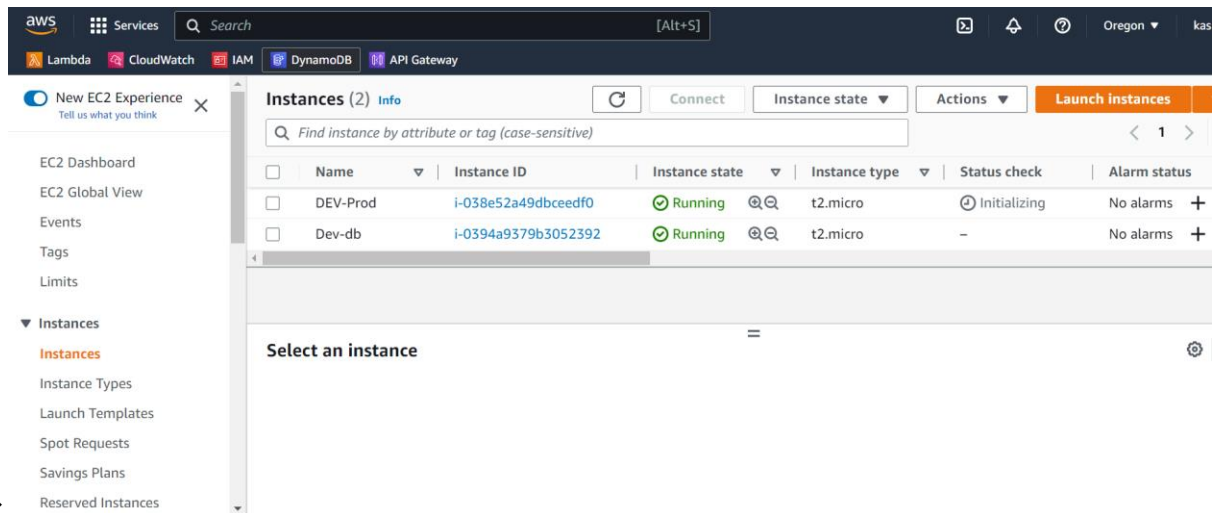 aws Services Search [Alt+S] Oregon kas
Lambda CloudWatch IAM DynamoDB API Gateway
New EC2 Experience
Tell us what you think
EC2 Dashboard
EC2 Global View
Events
Tags
Limits
Instances
Instances
Instance Types
Launch Templates
Spot Requests
Savings Plans
Reserved Instances
Instances (2) Info Connect Instance state Actions Launch instances
Find instance by attribute or tag (case-sensitive) 1
Name Instance ID Instance state Instance type Status check Alarm status
DEV-Prod i-038e52a49dbceedf0 Running t2.micro Initializing No alarms +
Dev-db i-0394a9379b3052392 Running t2.micro – No alarms +
Select an instance